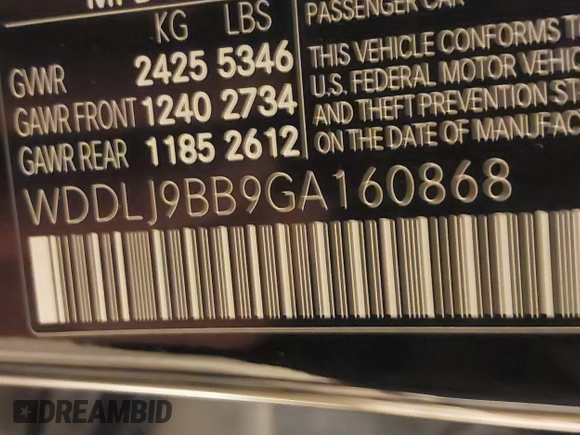 KG LBS
GVWR 2425 5346
GAWR FRONT 1240 2734
GAWR REAR 1185 2612
WDDLJ9BB9GA160868
PASSENGER CAR
THIS VEHICLE CONFORMS
U.S. FEDERAL MOTOR
AND THEFT PREVENTION
ON THE DATE OF
DREAMBID